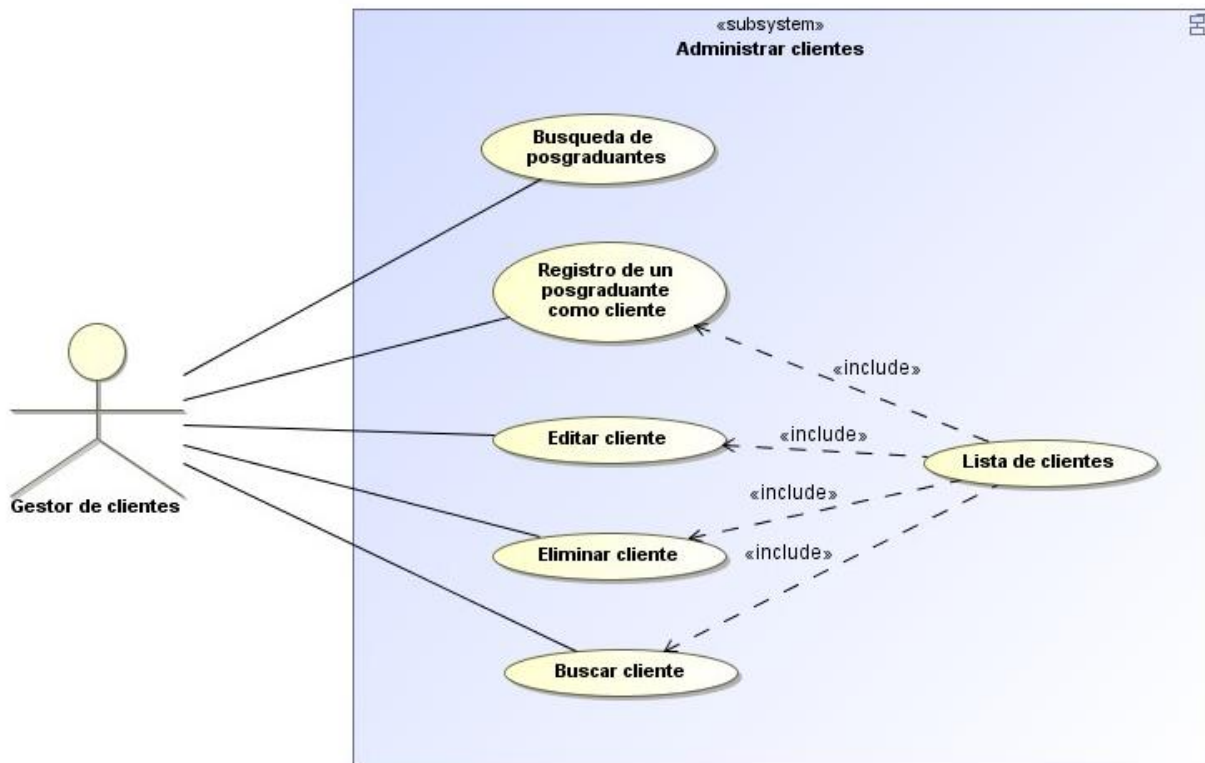 «subsystem»
Administrar clientes
Busqueda de
posgraduantes
Registro de un
posgraduante
como cliente
«include»
Editar cliente
«include»
Lista de clientes
«include»
Gestor de clientes
Eliminar cliente
«include»
Buscar cliente